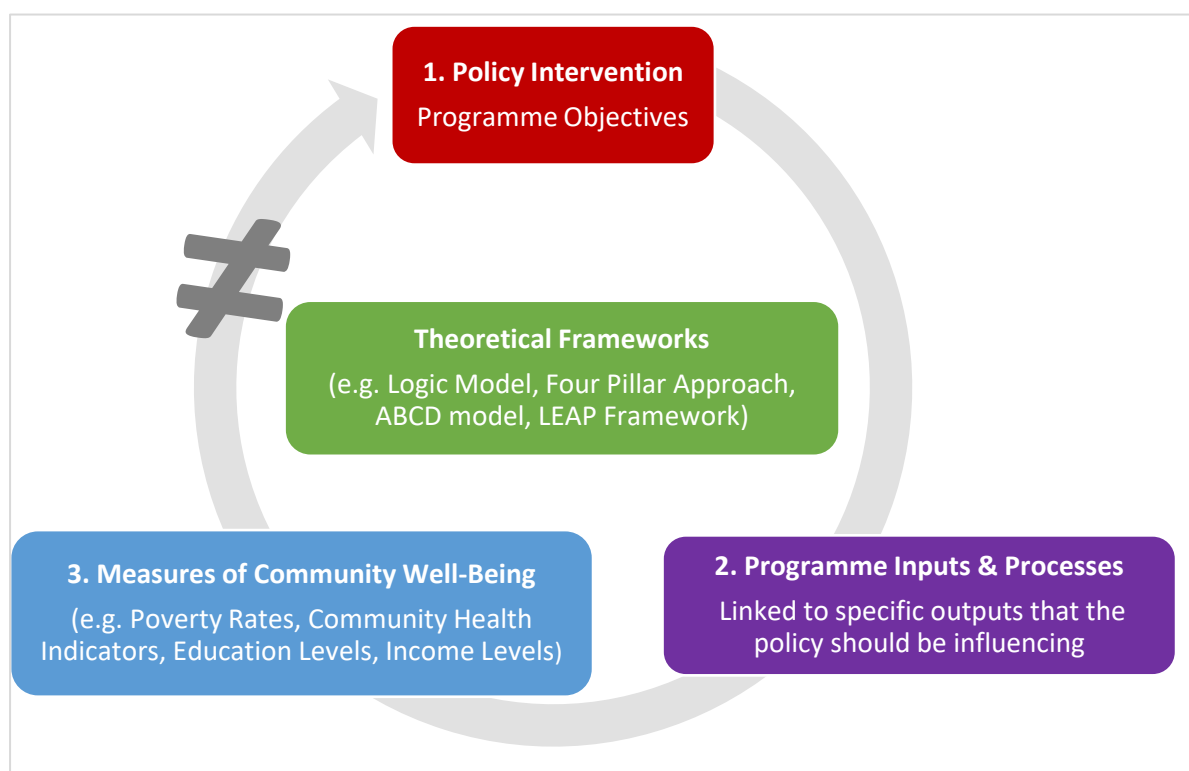 1. Policy Intervention
Programme Objectives
≠
Theoretical Frameworks
(e.g. Logic Model, Four Pillar Approach,
ABCD model, LEAP Framework)
3. Measures of Community Well-Being
(e.g. Poverty Rates, Community Health
Indicators, Education Levels, Income Levels)
2. Programme Inputs & Processes
Linked to specific outputs that the
policy should be influencing